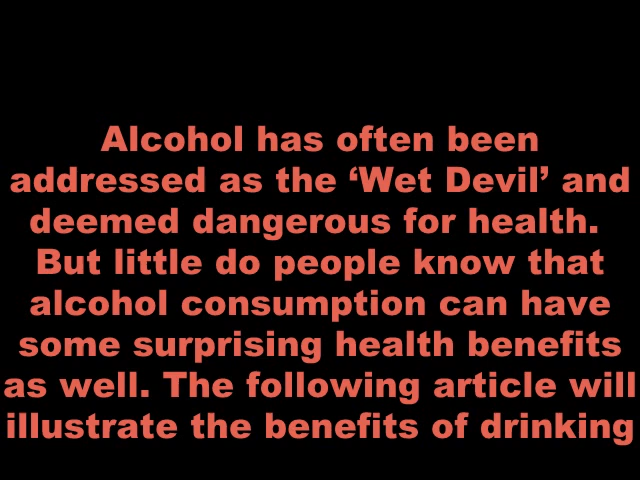 Alcohol has often been
addressed as the ‘Wet Devil’ and
deemed dangerous for health.
But little do people know that
alcohol consumption can have
some surprising health benefits
as well. The following article will
illustrate the benefits of drinking